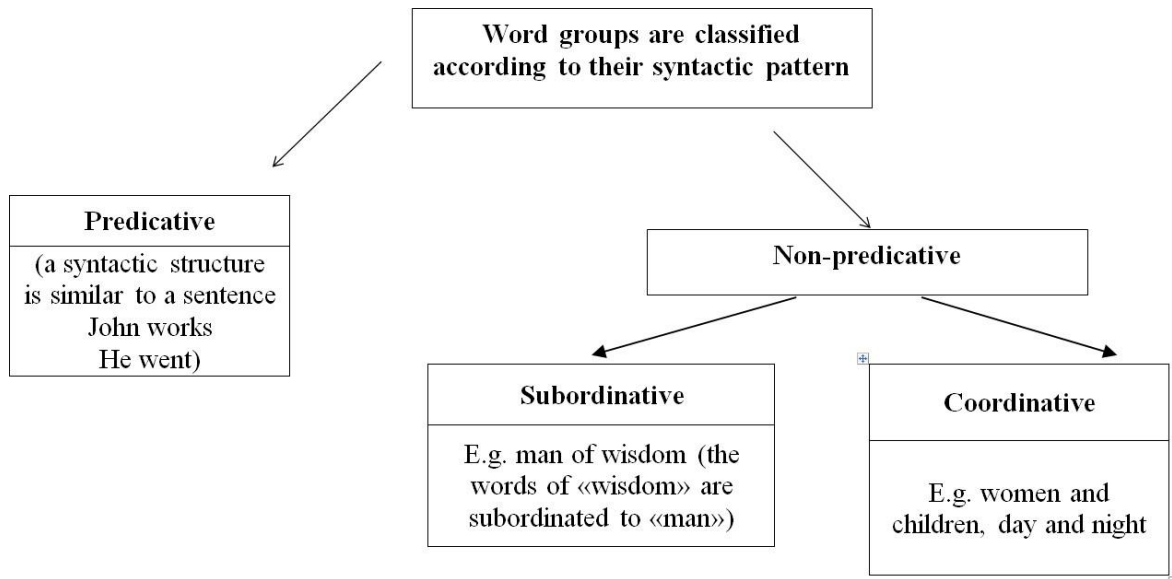 Word groups are classified
according to their syntactic pattern
Predicative
(a syntactic structure
is similar to a sentence
John works
He went)
Non-predicative
Subordinative
E.g. man of wisdom (the
words of «wisdom» are
subordinated to «man»)
Coordinative
E.g. women and
children, day and night